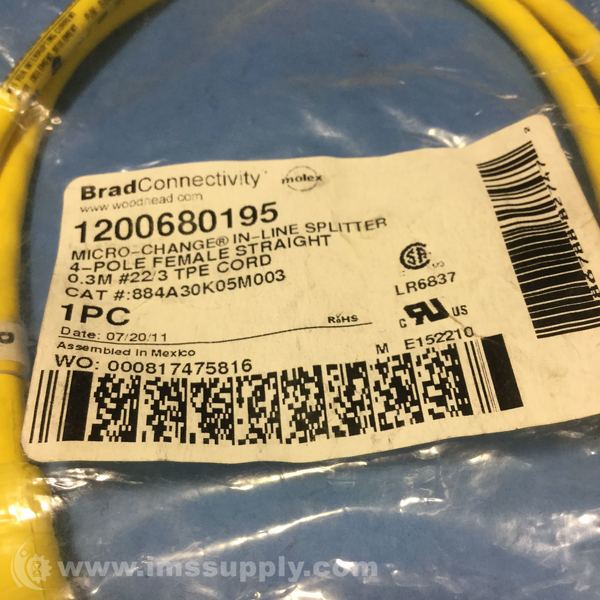 BradConnectivity
molex
www.woodhead.com
1200680195
MICRO-CHANGE® IN-LINE SPLITTER
4-POLE FEMALE STRAIGHT
0.3M #22/3 TPE CORD
CAT #:884A30K05M003
LR6837
1PC
RoHS
C UR US
Date: 07/20/11
M E152210
Assembled in Mexico
WO: 000817475816
www.imssupply.com